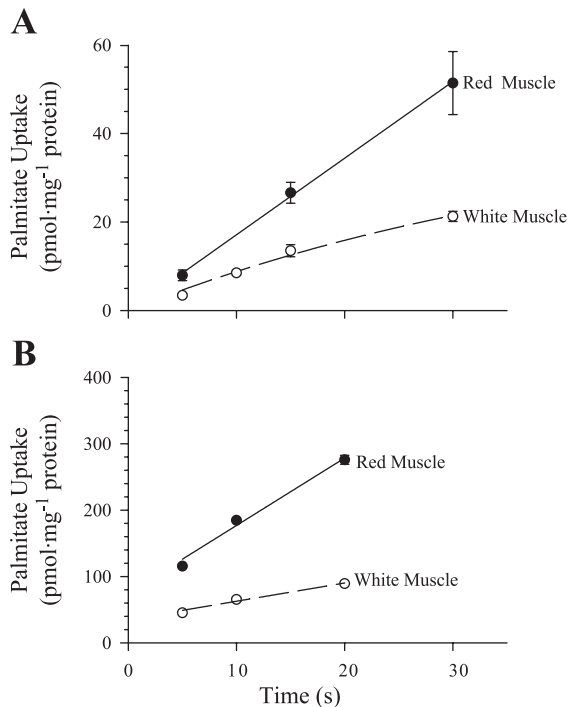 A
Palmitate Uptake
(pmol·mg⁻¹ protein)
60
40
20
0
Red Muscle
White Muscle
B
Palmitate Uptake
(pmol·mg⁻¹ protein)
400
300
200
100
0
Red Muscle
White Muscle
0 10 20 30
Time (s)